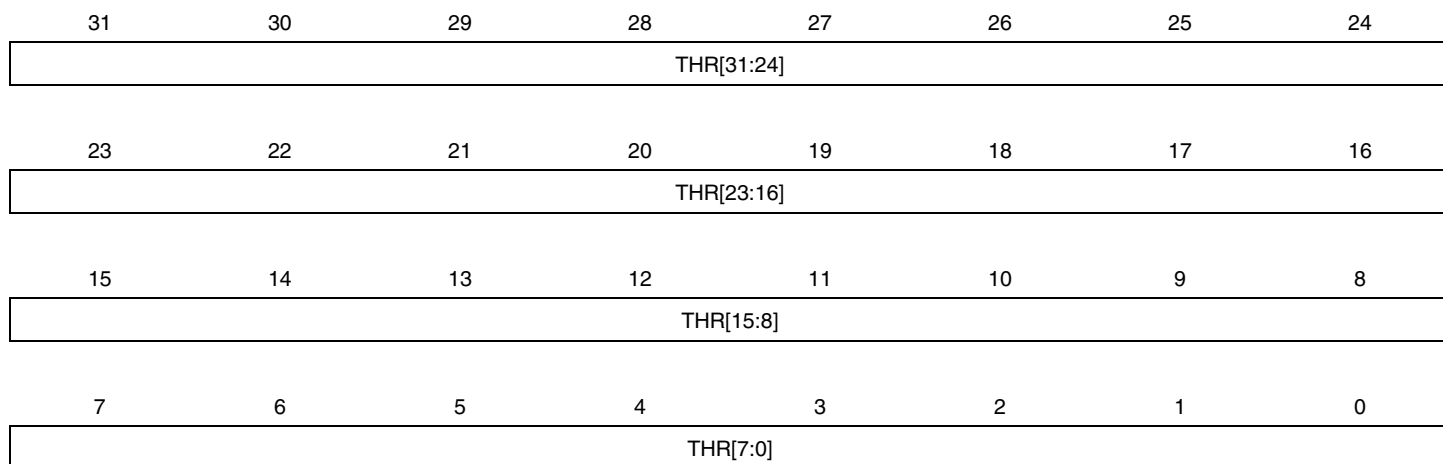 31 30 29 28 27 26 25 24
THR[31:24]
23 22 21 20 19 18 17 16
THR[23:16]
15 14 13 12 11 10 9 8
THR[15:8]
7 6 5 4 3 2 1 0
THR[7:0]